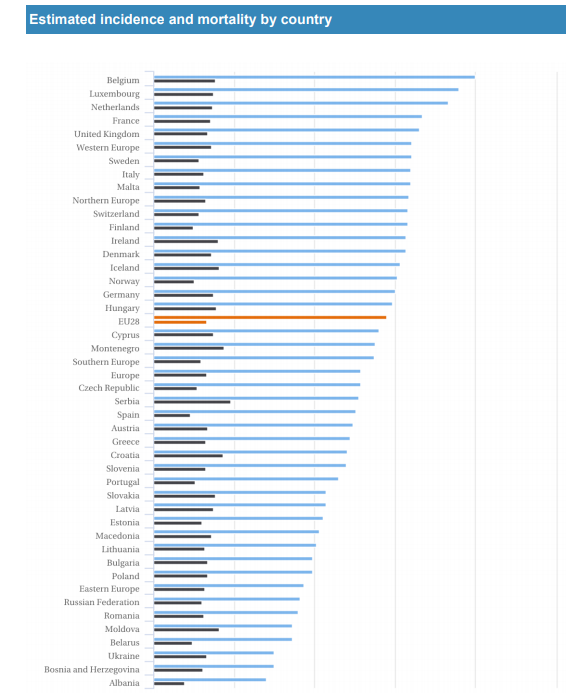 Estimated incidence and mortality by country
Belgium
Luxembourg
Netherlands
France
United Kingdom
Western Europe
Sweden
Italy
Malta
Northern Europe
Switzerland
Finland
Ireland
Denmark
Iceland
Norway
Germany
Hungary
EU28
Cyprus
Montenegro
Southern Europe
Europe
Czech Republic
Serbia
Spain
Austria
Greece
Croatia
Slovenia
Portugal
Slovakia
Latvia
Estonia
Macedonia
Lithuania
Bulgaria
Poland
Eastern Europe
Russian Federation
Romania
Moldova
Belarus
Ukraine
Bosnia and Herzegovina
Albania